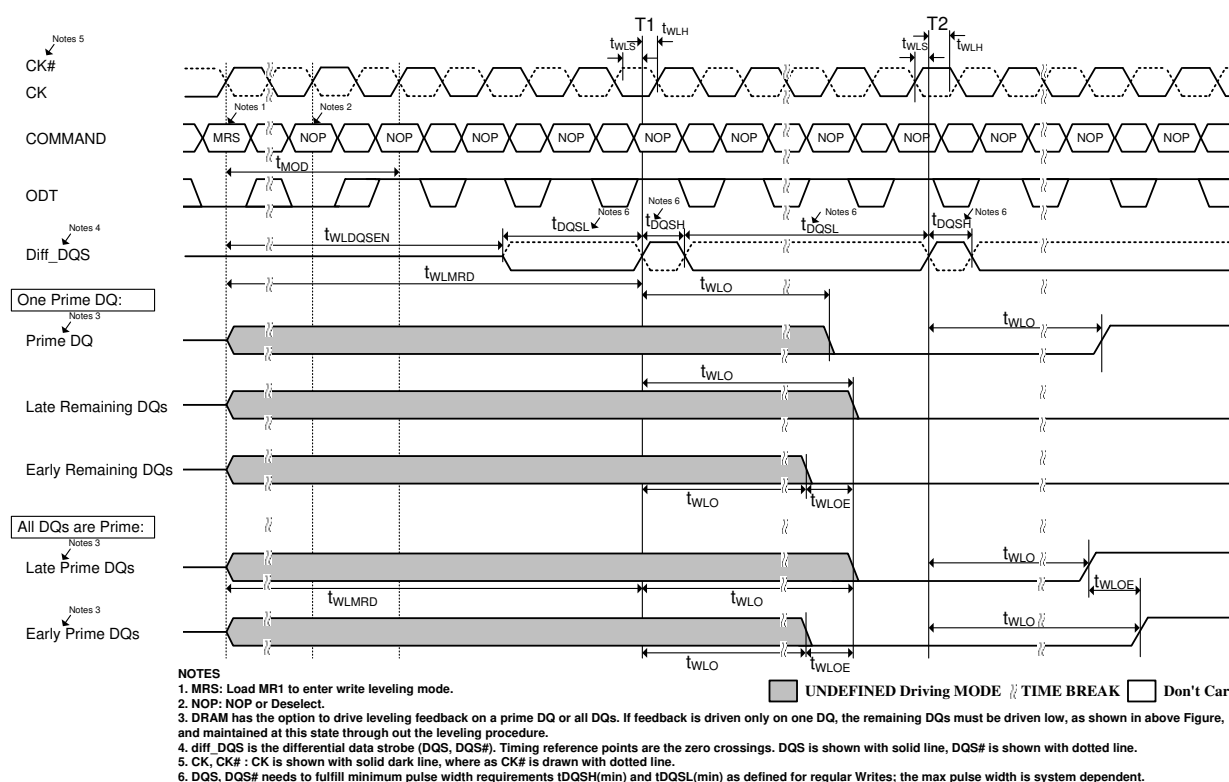 T1
T2
tWLS
tWLH
tWLS
tWLH
Notes 5
CK#
CK
Notes 1
Notes 2
COMMAND
MRS
NOP
NOP
NOP
NOP
NOP
NOP
NOP
NOP
NOP
NOP
NOP
tMOD
ODT
Notes 4
Diff_DQS
tWLDQSEN
tDQSL
Notes 6
tDQSH
Notes 6
tDQSL
Notes 6
tDQSH
Notes 6
tWLMRD
tWLO
One Prime DQ:
Notes 3
Prime DQ
tWLO
tWLO
Late Remaining DQs
Early Remaining DQs
tWLO
tWLOE
All DQs are Prime:
Notes 3
Late Prime DQs
tWLO
tWLOE
tWLMRD
tWLO
Notes 3
Early Prime DQs
tWLO
tWLO
tWLOE
NOTES
1. MRS: Load MR1 to enter write leveling mode.
2. NOP: NOP or Deselect.
UNDEFINED Driving MODE
TIME BREAK
Don't Car
3. DRAM has the option to drive leveling feedback on a prime DQ or all DQs. If feedback is driven only on one DQ, the remaining DQs must be driven low, as shown in above Figure,
and maintained at this state through out the leveling procedure.
4. diff_DQS is the differential data strobe (DQS, DQS#). Timing reference points are the zero crossings. DQS is shown with solid line, DQS# is shown with dotted line.
5. CK, CK# : CK is shown with solid dark line, where as CK# is drawn with dotted line.
6. DQS, DQS# needs to fulfill minimum pulse width requirements tDQSH(min) and tDQSL(min) as defined for regular Writes; the max pulse width is system dependent.